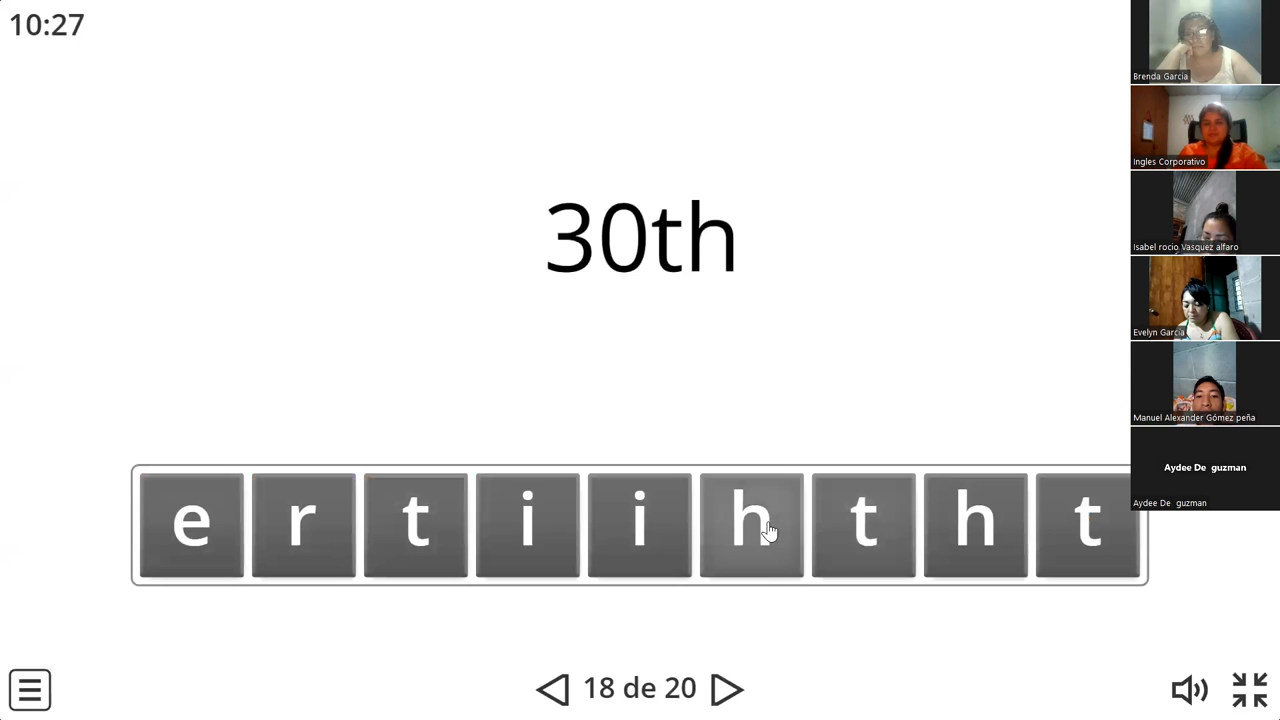 10:27
30th
e r t i i h t h t
18 de 20
Brenda Garcia
Ingles Corporativo
Isabel rocio Vasquez alfaro
Evelyn Garcia
Manuel Alexander Gómez peña
Aydee De guzman
Aydee De guzman